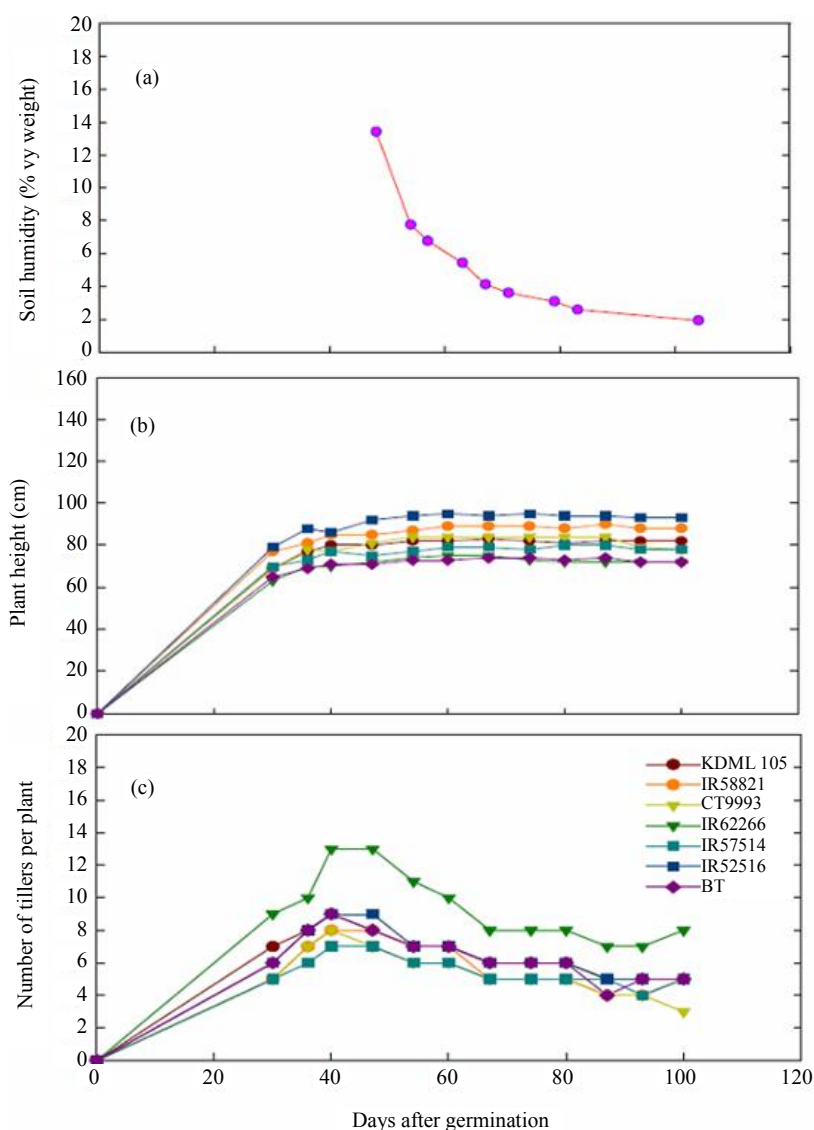 20
18
16
14
12
10
8
6
4
2
0
Soil humidity (% vy weight)
(a)
160
140
120
100
80
60
40
20
0
Plant height (cm)
(b)
20
18
16
14
12
10
8
6
4
2
0
Number of tillers per plant
(c)
KDML 105
IR58821
CT9993
IR62266
IR57514
IR52516
BT
0 20 40 60 80 100 120
Days after germination